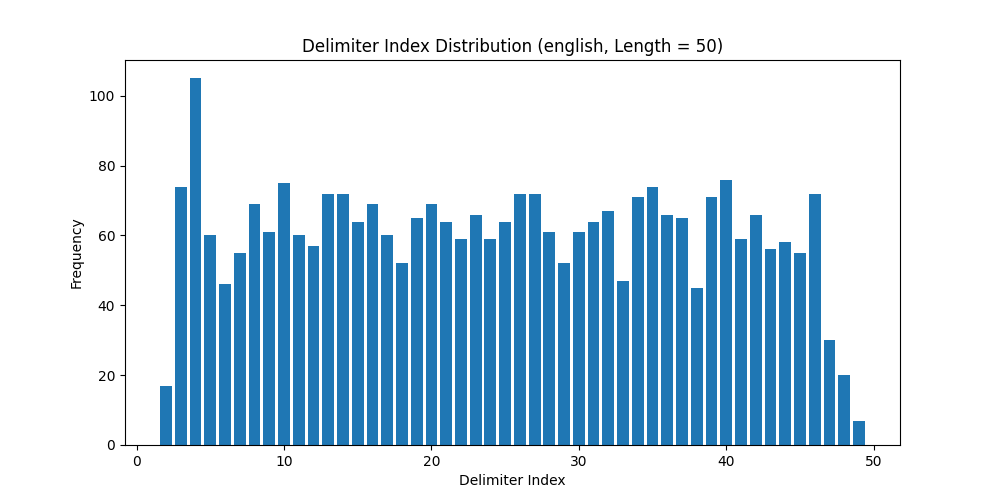 Delimiter Index Distribution (english, Length = 50)
100
80
60
40
20
0
Frequency
0 10 20 30 40 50
Delimiter Index